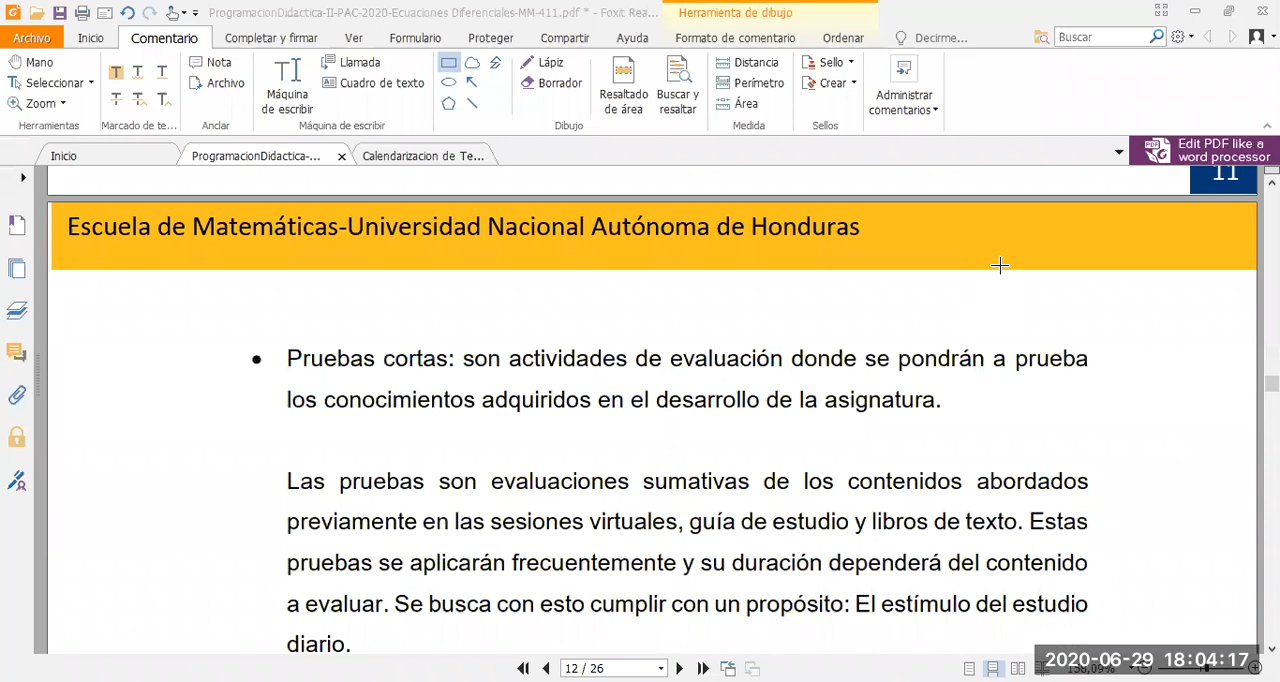 ProgramacionDidactica-II-PAC-2020-Ecuaciones Diferenciales-MM-411.pdf * - Foxit Rea...
Herramienta de dibujo
Archivo
Inicio
Comentario
Completar y firmar
Ver
Formulario
Proteger
Compartir
Ayuda
Formato de comentario
Ordenar
Decirme...
Buscar
Mano
Seleccionar
Zoom
Herramientas
Marcado de te...
Nota
Archivo
Andar
Máquina
de escribir
Llamada
Cuadro de texto
Máquina de escribir
Lápiz
Borrador
Resaltado
de área
Buscar y
resaltar
Dibujo
Distancia
Perímetro
Área
Medida
Sello
Crear
Sellos
Administrar
comentarios
Inicio
ProgramacionDidactica-...
Calendarizacion de Te...
Edit PDF like a
word processor
11
Escuela de Matemáticas-Universidad Nacional Autónoma de Honduras
• Pruebas cortas: son actividades de evaluación donde se pondrán a prueba
los conocimientos adquiridos en el desarrollo de la asignatura.
Las pruebas son evaluaciones sumativas de los contenidos abordados
previamente en las sesiones virtuales, guía de estudio y libros de texto. Estas
pruebas se aplicarán frecuentemente y su duración dependerá del contenido
a evaluar. Se busca con esto cumplir con un propósito: El estímulo del estudio
diario.
12 / 26
158,09%
2020-06-29 18:04:17